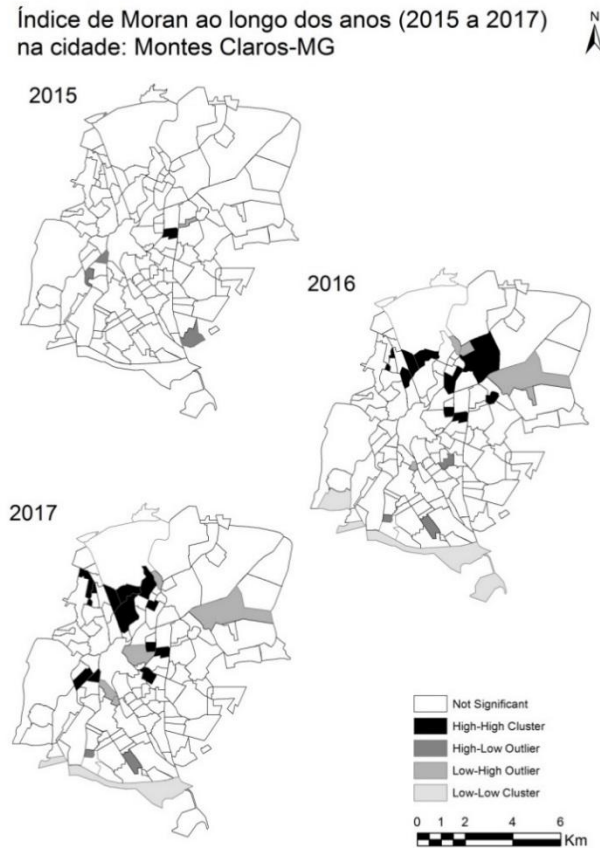 Índice de Moran ao longo dos anos (2015 a 2017)
na cidade: Montes Claros-MG
N
2015
2016
2017
Not Significant
High-High Cluster
High-Low Outlier
Low-High Outlier
Low-Low Cluster
0 1 2 4 6
Km